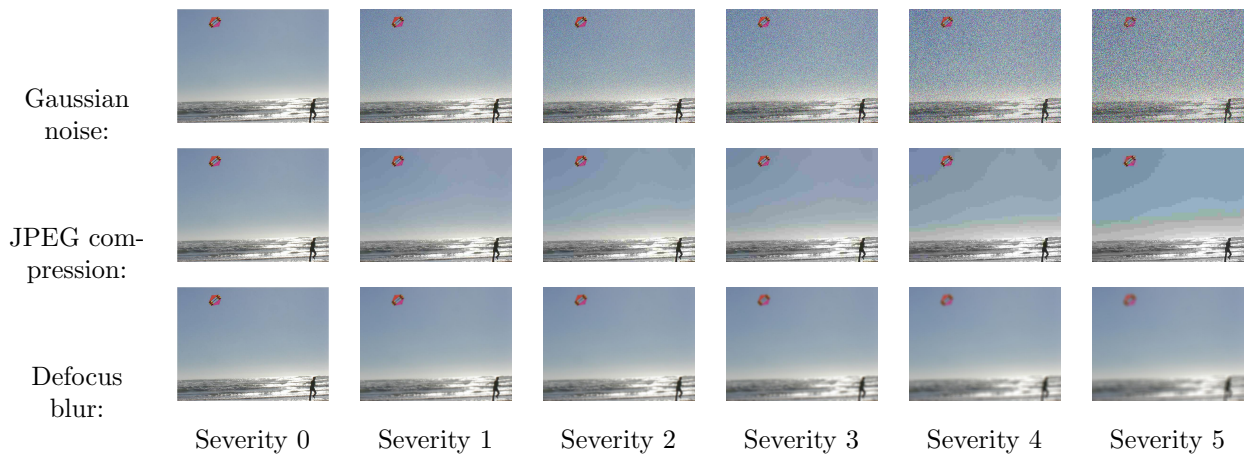 Gaussian
noise:
JPEG com-
pression:
Defocus
blur:
Severity 0 Severity 1 Severity 2 Severity 3 Severity 4 Severity 5